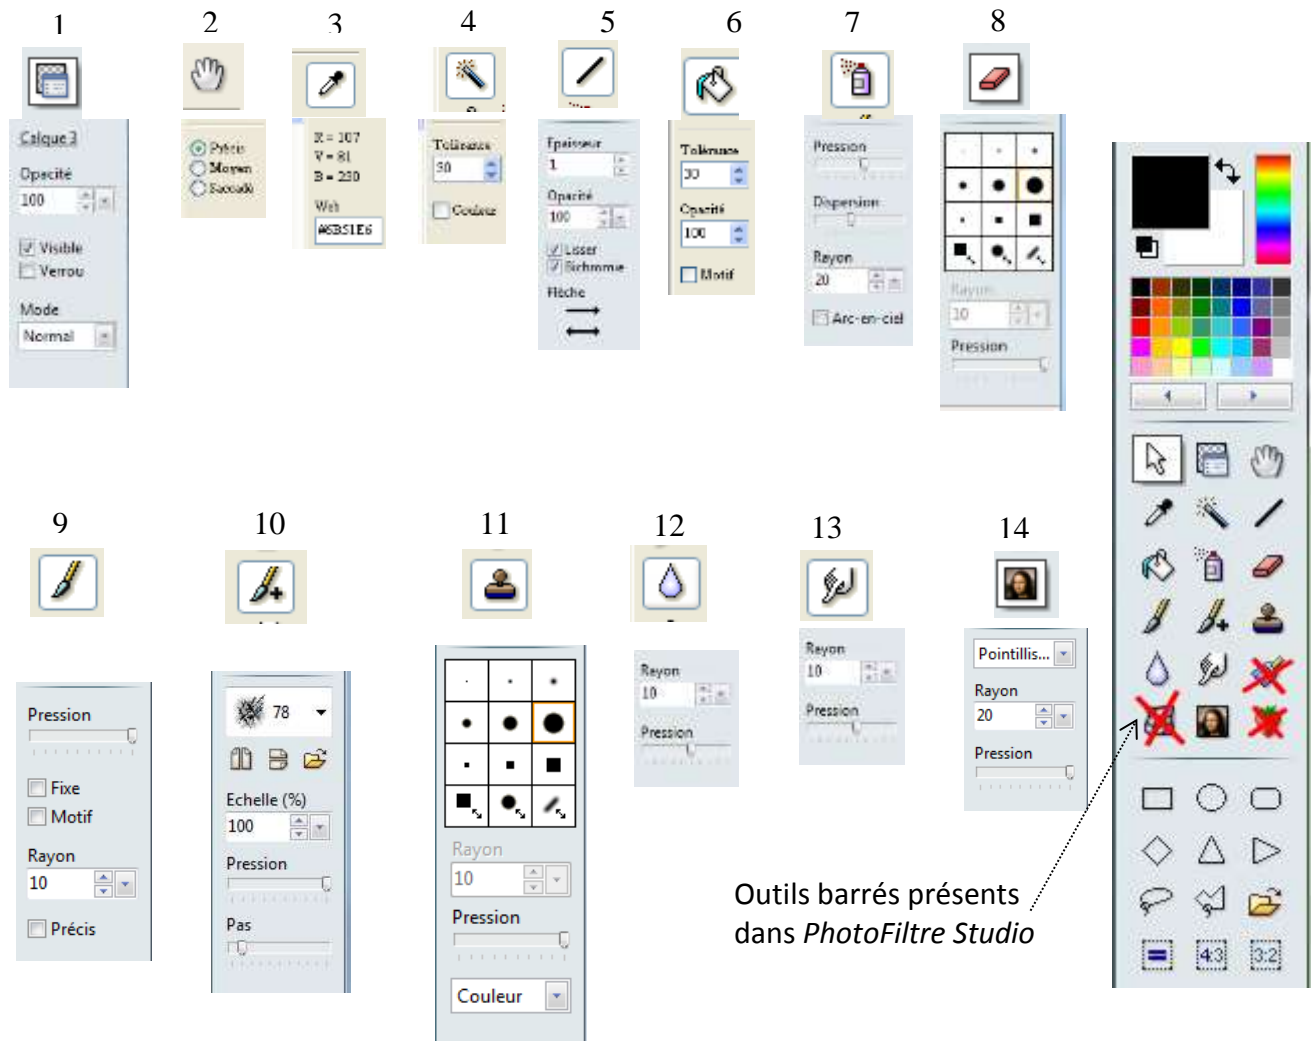 1 2 3 4 5 6 7 8
Calque 3
Opacité
100
Visible
Verrou
Mode
Normal
Précis
Moyen
Saccadé
R = 107
V = 81
B = 230
Web
#6B51E6
Tolérance
30
Couleur
Epaisseur
1
Opacité
100
Lisser
Bichromie
Flèche
Tolérance
30
Opacité
100
Motif
Pression
Dispersion
Rayon
20
Arc-en-ciel
Rayon
10
Pression
9 10 11 12 13 14
Pression
Fixe
Motif
Rayon
10
Précis
78
Echelle (%)
100
Pression
Pas
Rayon
10
Pression
Couleur
Rayon
10
Pression
Rayon
10
Pression
Pointillis...
Rayon
20
Pression
Outils barrés présents
dans PhotoFiltre Studio
4:3
3:2